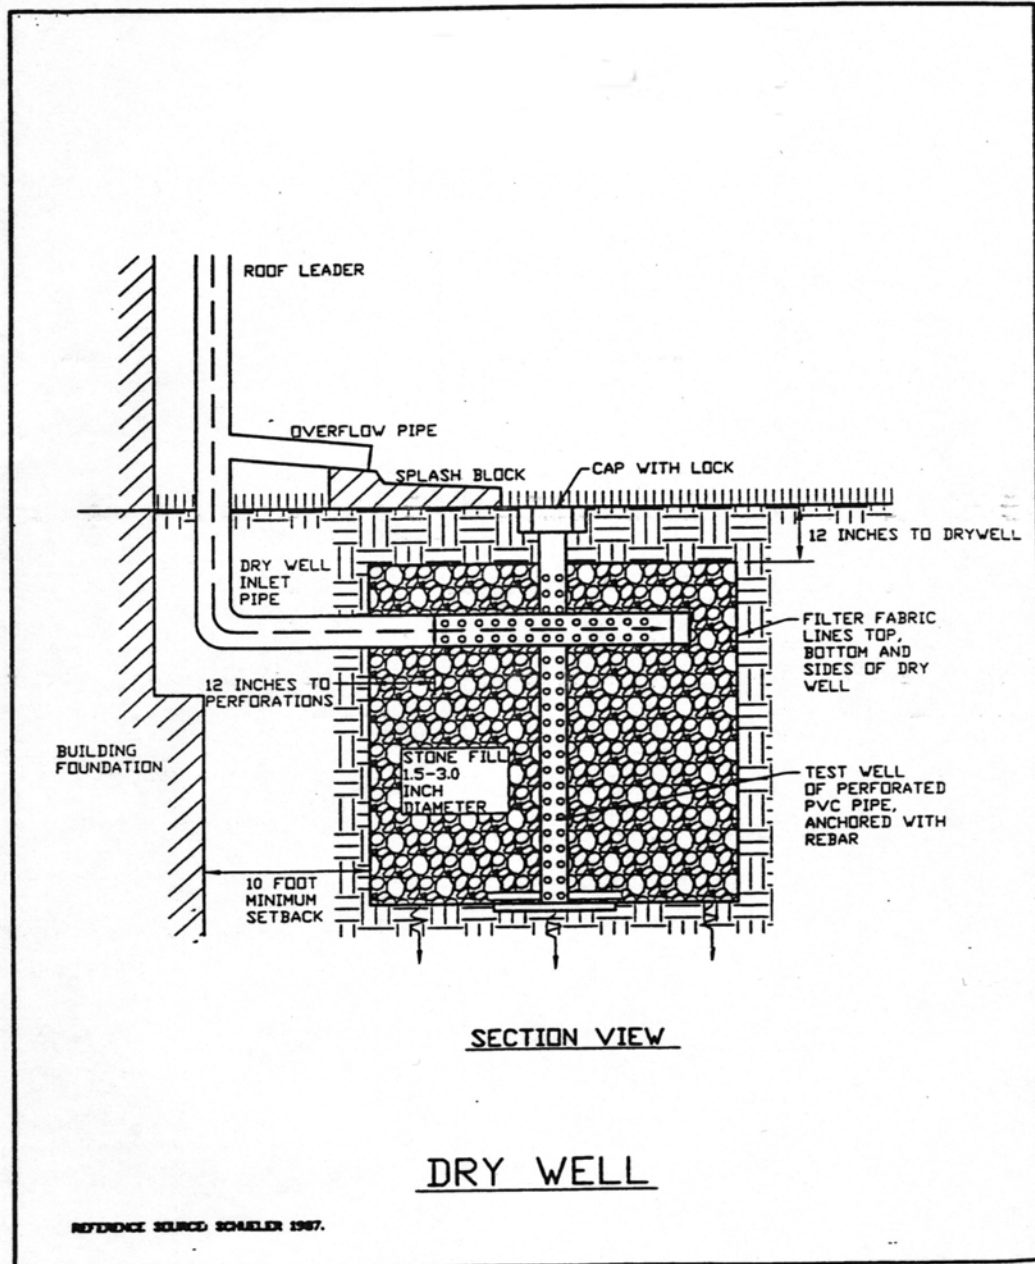 ROOF LEADER
OVERFLOW PIPE
SPLASH BLOCK
CAP WITH LOCK
12 INCHES TO DRYWELL
DRY WELL
INLET
PIPE
FILTER FABRIC
LINES TOP,
BOTTOM AND
SIDES OF DRY
WELL
12 INCHES TO
PERFORATIONS
BUILDING
FOUNDATION
STONE FILL
1.5-3.0
INCH
DIAMETER
TEST WELL
OF PERFORATED
PVC PIPE,
ANCHORED WITH
REBAR
10 FOOT
MINIMUM
SETBACK
SECTION VIEW
DRY WELL
REFERENCE SOURCE: SCHUELER 1987.